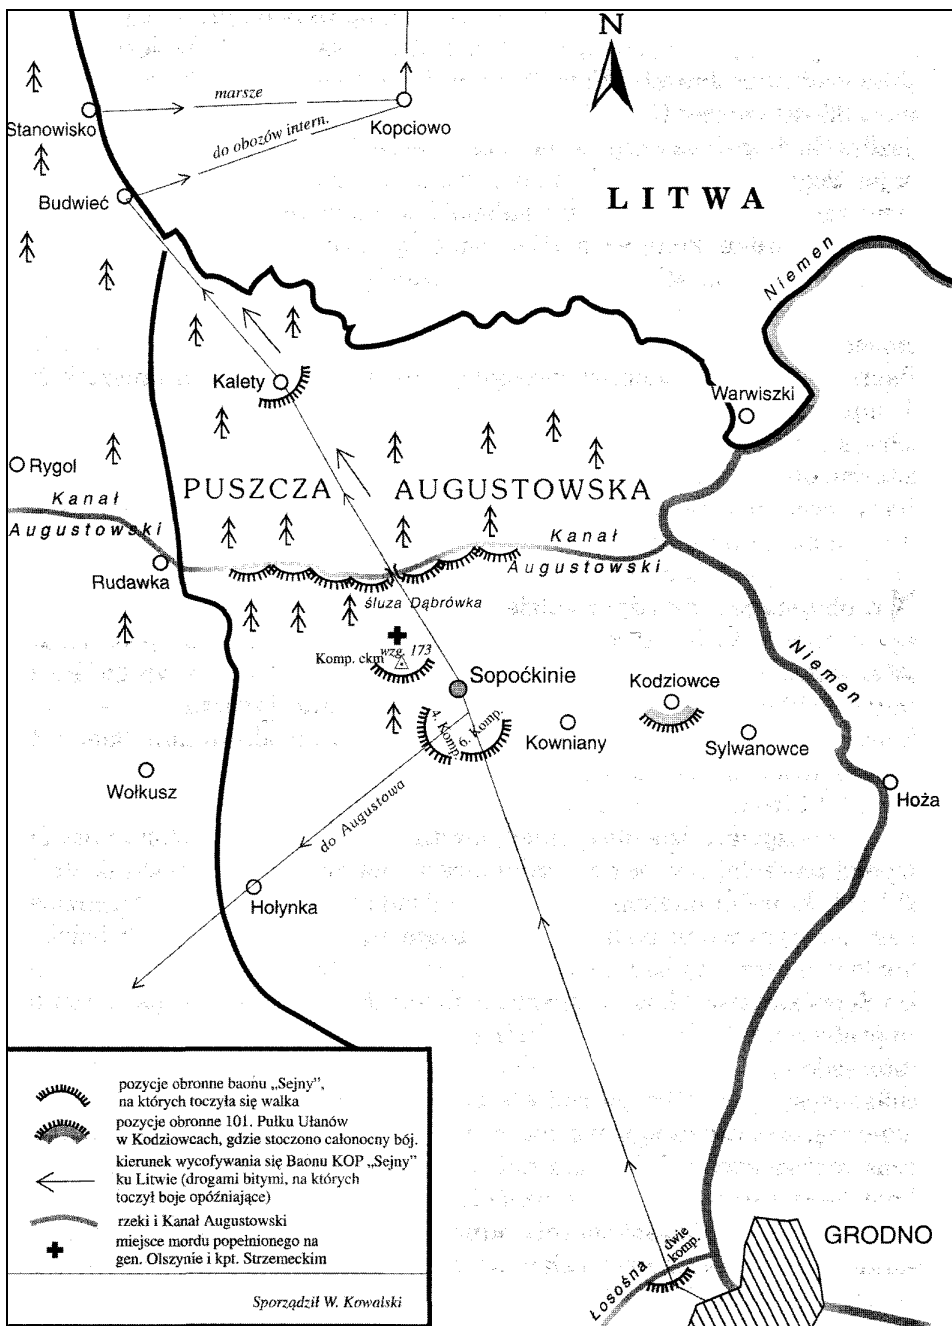 N
marsze
Stanowisko
Kopciowo
do obozów intern.
Budwieć
LITWA
Niemen
Kalety
Warwiszki
Rygol
PUSZCZA AUGUSTOWSKA
Kanał
Augustowski
Kanał
Augustowski
Rudawka
śluza Dąbrówka
wzg. 173
Komp. ckm
Sopoćkinie
Kodziowce
Niemen
4. Komp.
6. Komp.
Kowniany
Sylwanowce
Wołkusz
Hoża
do Augustowa
Hołynka
pozycje obronne baonu „Sejny”,
na których toczyła się walka
pozycje obronne 101. Pułku Ułanów
w Kodziowcach, gdzie stoczono całonocny bój.
kierunek wycofywania się Baonu KOP „Sejny”
ku Litwie (drogami bitymi, na których
toczył boje opóźniające)
rzeki i Kanał Augustowski
miejsce mordu popełnionego na
gen. Olszynie i kpt. Strzemeckim
Sporządził W. Kowalski
dwie
komp.
GRODNO
Łosośna